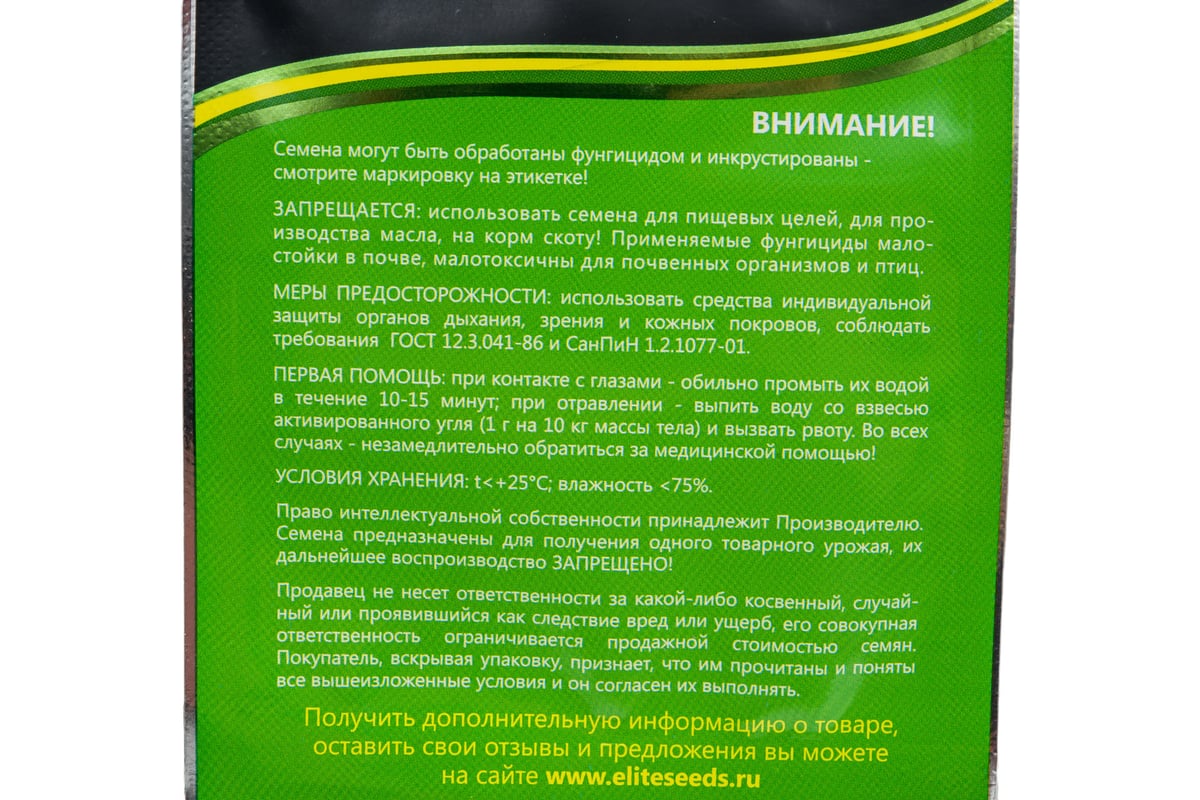 ВНИМАНИЕ!
Семена могут быть обработаны фунгицидом и инкрустированы -
смотрите маркировку на этикетке!
ЗАПРЕЩАЕТСЯ: использовать семена для пищевых целей, для про-
изводства масла, на корм скоту! Применяемые фунгициды мало-
стойки в почве, малотоксичны для почвенных организмов и птиц.
МЕРЫ ПРЕДОСТОРОЖНОСТИ: использовать средства индивидуальной
защиты органов дыхания, зрения и кожных покровов, соблюдать
требования ГОСТ 12.3.041-86 и СанПиН 1.2.1077-01.
ПЕРВАЯ ПОМОЩЬ: при контакте с глазами - обильно промыть их водой
в течение 10-15 минут; при отравлении - выпить воду со взвесью
активированного угля (1 г на 10 кг массы тела) и вызвать рвоту. Во всех
случаях - незамедлительно обратиться за медицинской помощью!
УСЛОВИЯ ХРАНЕНИЯ: t<+25°C; влажность <75%.
Право интеллектуальной собственности принадлежит Производителю.
Семена предназначены для получения одного товарного урожая, их
дальнейшее воспроизводство ЗАПРЕЩЕНО!
Продавец не несет ответственности за какой-либо косвенный, случай-
ный или проявившийся как следствие вред или ущерб, его совокупная
ответственность ограничивается продажной стоимостью семян.
Покупатель, вскрывая упаковку, признает, что им прочитаны и поняты
все вышеизложенные условия и он согласен их выполнять.
Получить дополнительную информацию о товаре,
оставить свои отзывы и предложения вы можете
на сайте www.eliteseeds.ru